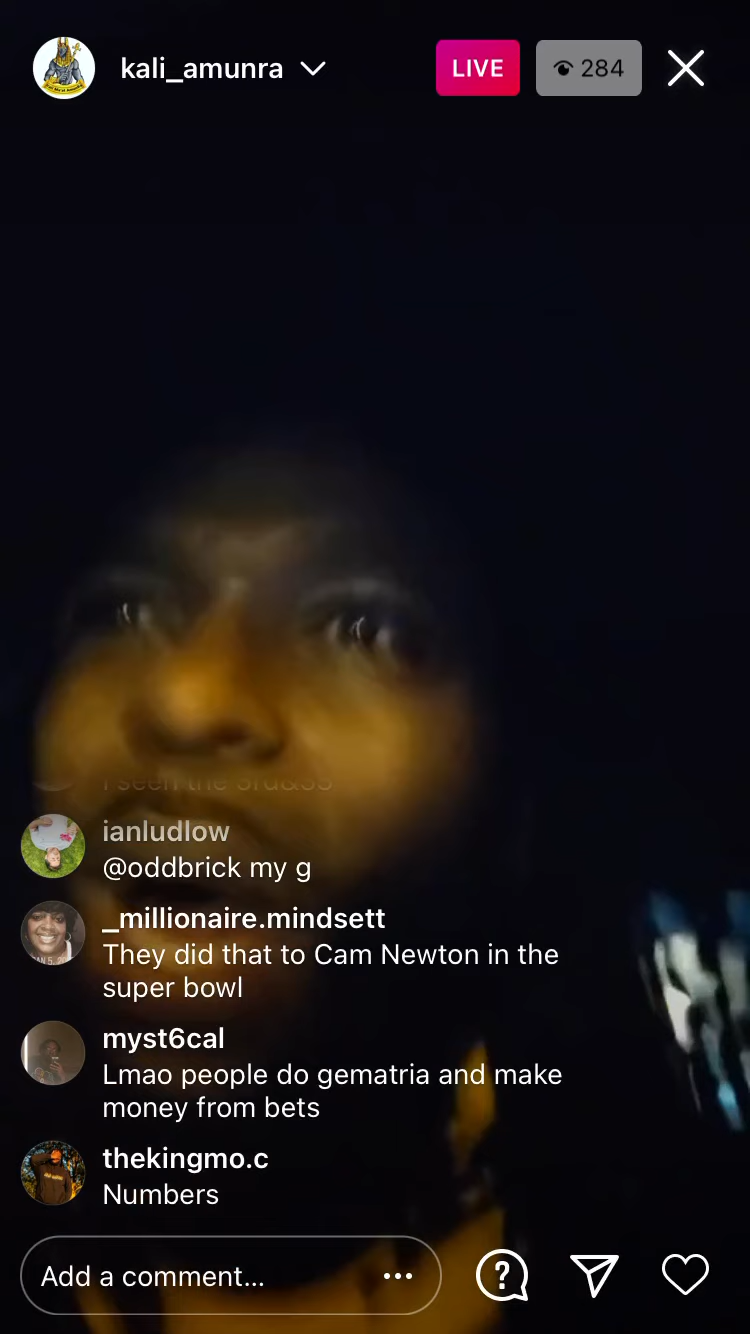 kali_amunra
LIVE
284
ianludlow
@oddbrick my g
_millionaire.mindsett
They did that to Cam Newton in the
super bowl
myst6cal
Lmao people do gematria and make
money from bets
thekingmo.c
Numbers
Add a comment...